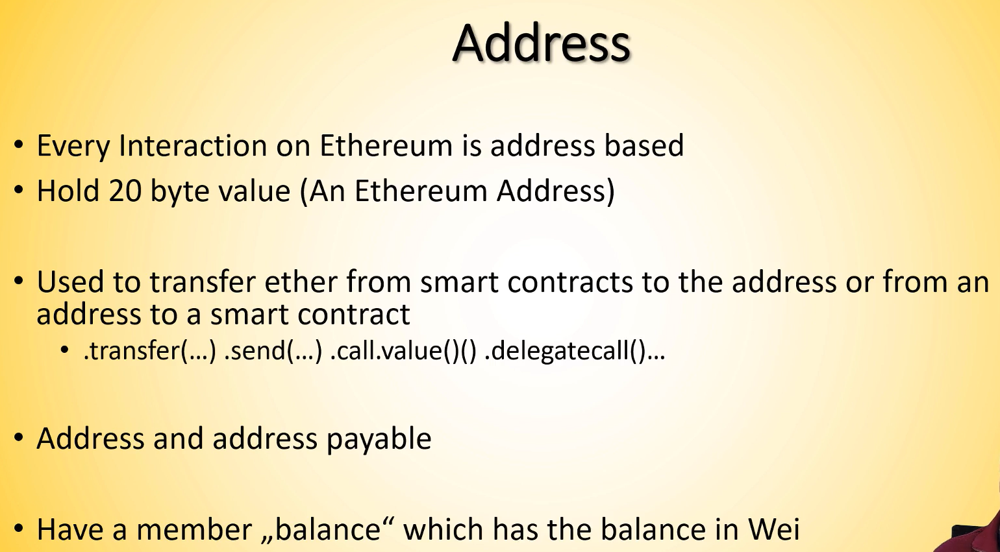 Address
• Every Interaction on Ethereum is address based
• Hold 20 byte value (An Ethereum Address)
• Used to transfer ether from smart contracts to the address or from an
address to a smart contract
• .transfer(...) .send(...) .call.value()() .delegatecall()...
• Address and address payable
• Have a member „balance“ which has the balance in Wei